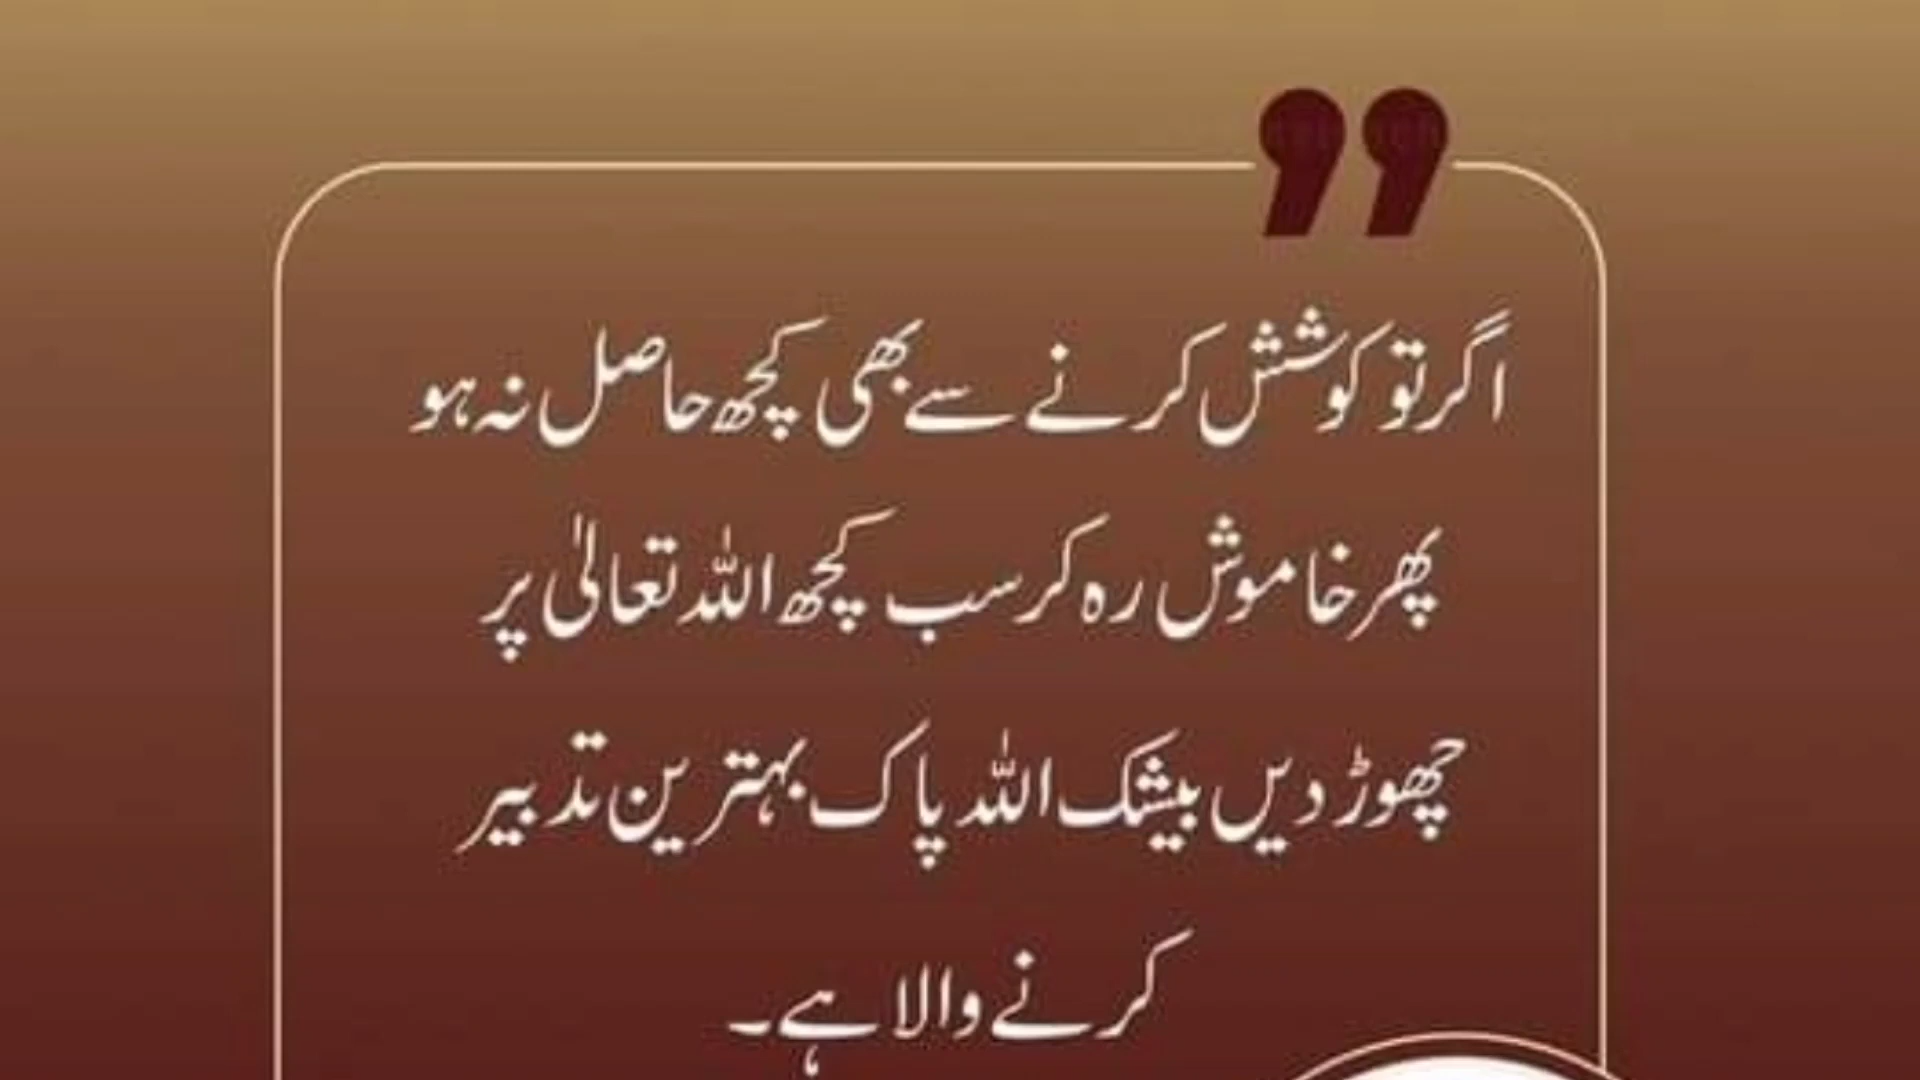 اگر تو کوشش کرنے سے بھی کچھ حاصل نہ ہو
پھر خاموش رہ کر سب کچھ اللہ تعالیٰ پر
چھوڑ دیں بیشک اللہ پاک بہترین تدبیر
کرنے والا ہے۔